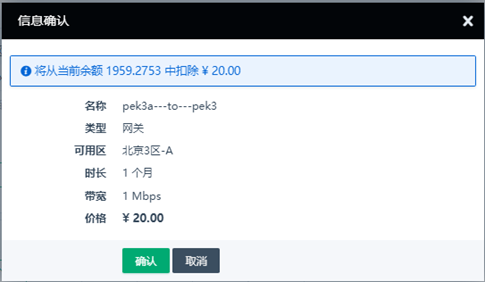 信息确认
将从当前余额 1959.2753 中扣除 ¥ 20.00
名称 pek3a---to---pek3
类型 网关
可用区 北京3区-A
时长 1 个月
带宽 1 Mbps
价格 ¥ 20.00
确认 取消